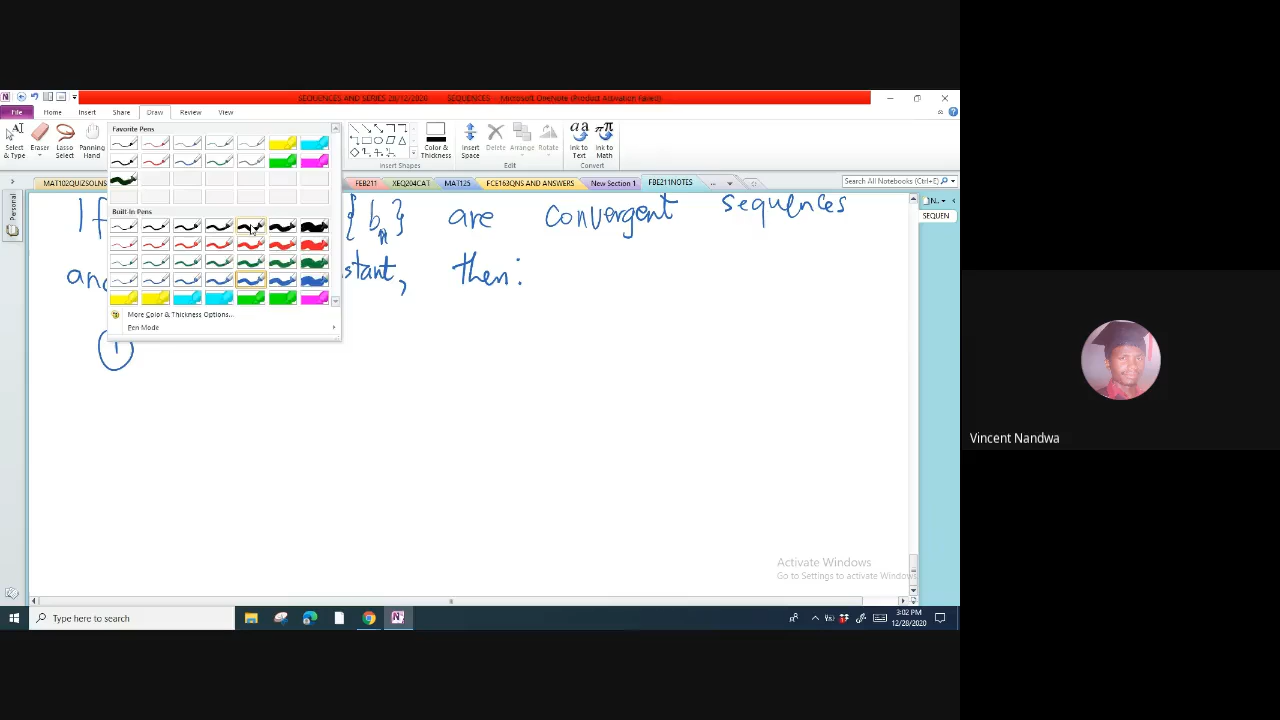 SEQUENCES AND SERIES 28/12/2020 SEQUENCES - Microsoft OneNote (Product Activation Failed)
File Home Insert Share Draw Review View
Select & Type
Eraser
Lasso Select
Panning Hand
Favorite Pens
Built-In Pens
More Color & Thickness Options...
Pen Mode
Insert Shapes
Color & Thickness
Insert Space
Delete
Arrange
Rotate
Edit
Ink to Text
Ink to Math
Convert
MAT102QUIZSOLNS FEB211 XEQ204CAT MAT125 FCE163QNS AND ANSWERS New Section 1 FBE211NOTES
Search All Notebooks (Ctrl+E)
N..
SEQUEN
Personal
If {bn} are convergent sequences
and stant, then:
1
Activate Windows
Go to Settings to activate Windows
Type here to search
3:02 PM
12/28/2020
Vincent Nandwa